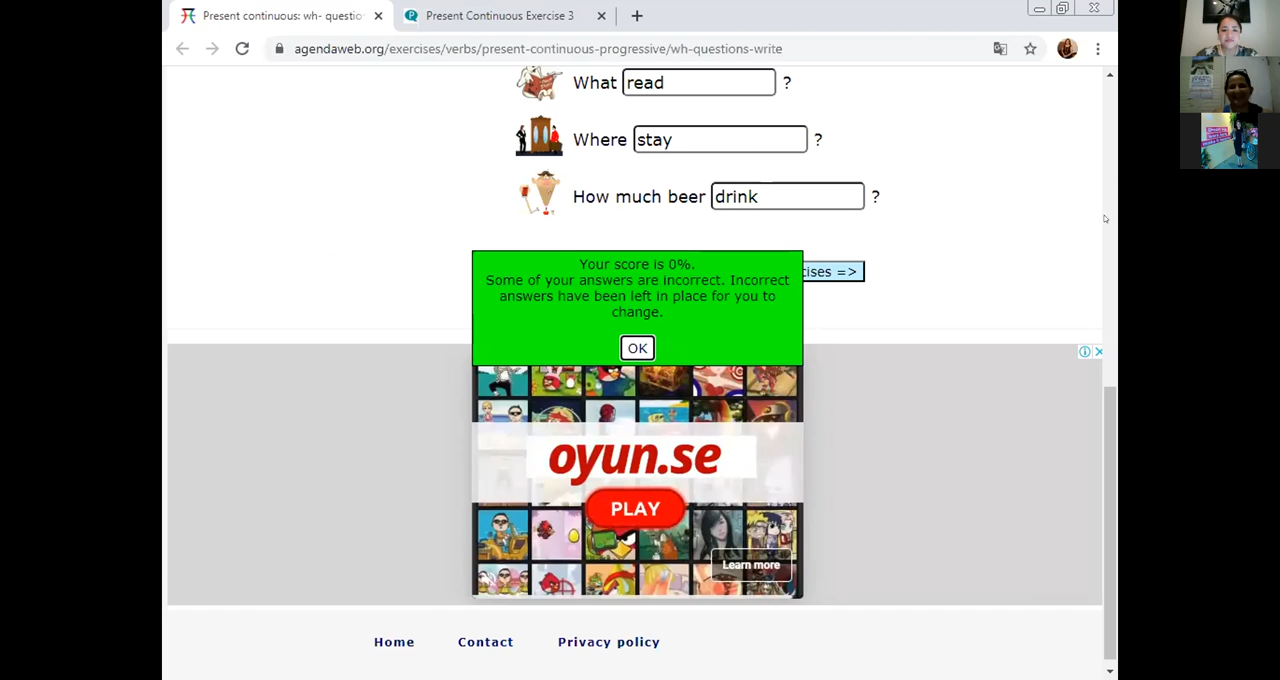 Present continuous: wh- questio
Present Continuous Exercise 3
agendaweb.org/exercises/verbs/present-continuous-progressive/wh-questions-write
What read ?
Where stay ?
How much beer drink ?
cises =>
Your score is 0%.
Some of your answers are incorrect. Incorrect
answers have been left in place for you to
change.
OK
oyun.se
PLAY
Learn more
Home Contact Privacy policy